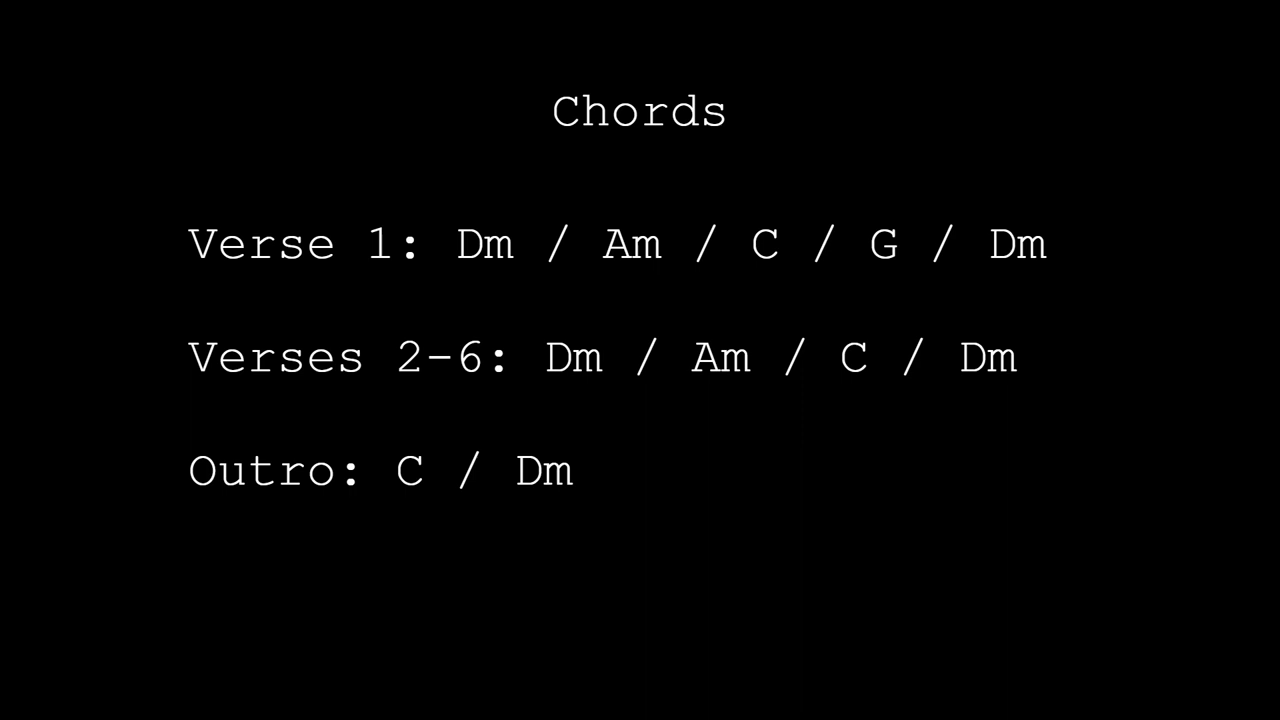 Chords
Verse 1: Dm / Am / C / G / Dm
Verses 2-6: Dm / Am / C / Dm
Outro: C / Dm